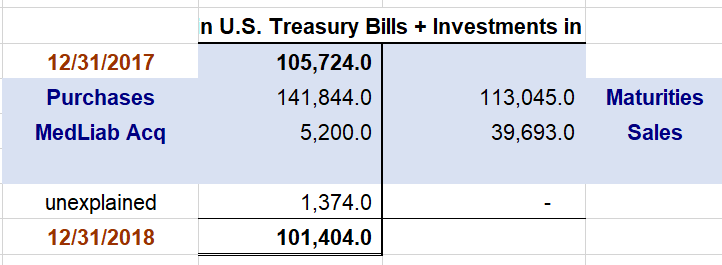 n U.S. Treasury Bills + Investments in
12/31/2017 105,724.0
Purchases 141,844.0 113,045.0 Maturities
MedLiab Acq 5,200.0 39,693.0 Sales
unexplained 1,374.0 -
12/31/2018 101,404.0